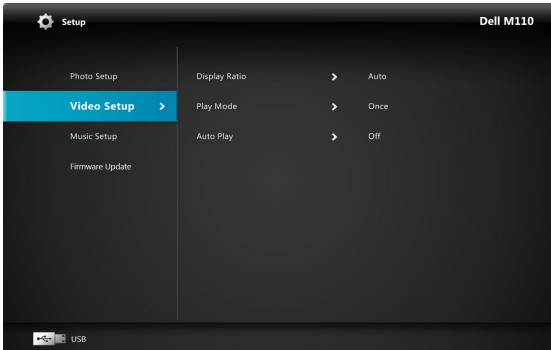 Setup Dell M110
Photo Setup Display Ratio Auto
Video Setup Play Mode Once
Music Setup Auto Play Off
Firmware Update
USB